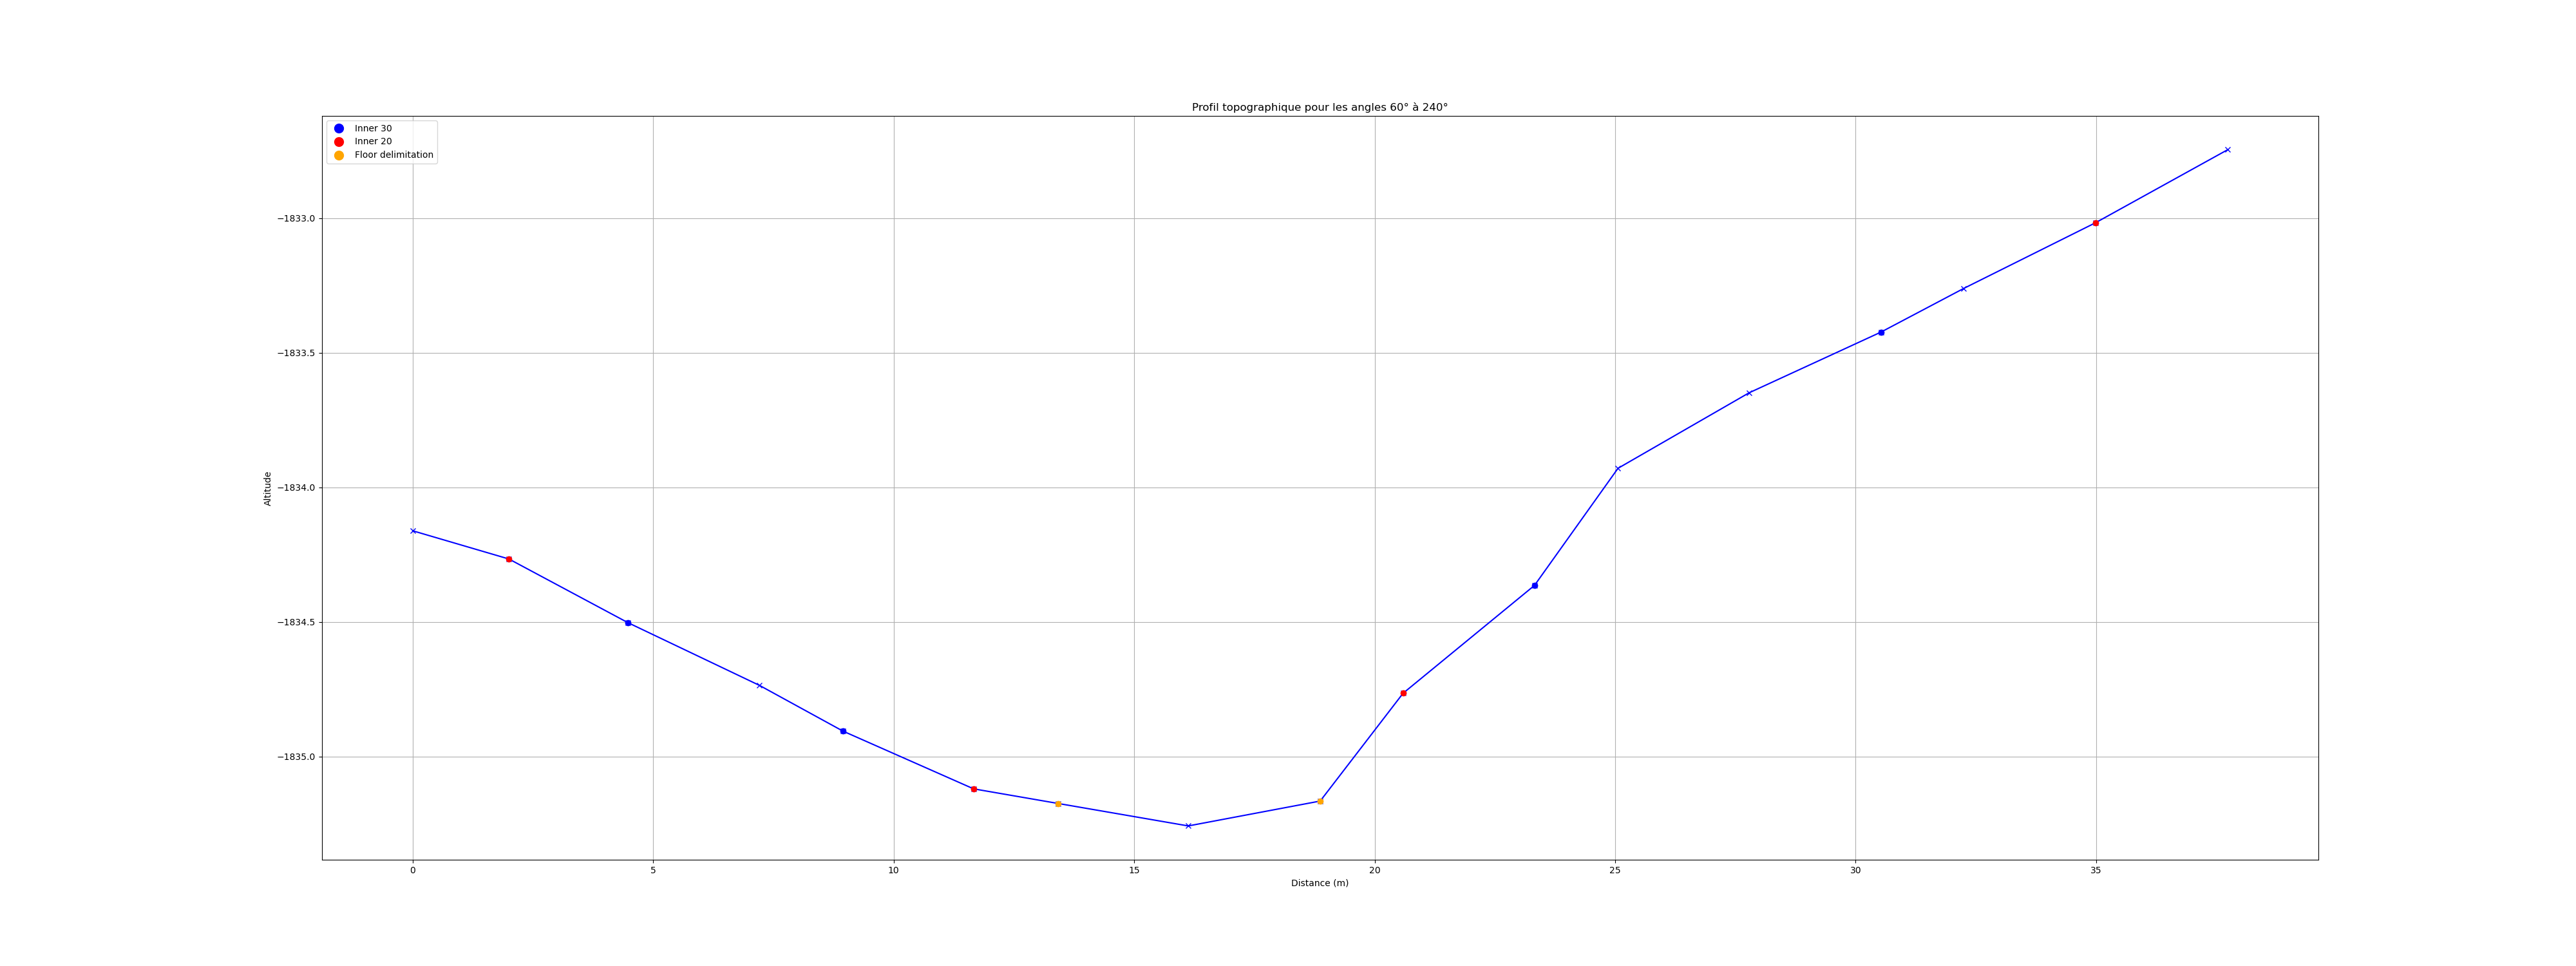 Profil topographique pour les angles 60° à 240°
Inner 30
Inner 20
Floor delimitation
−1833.0
−1833.5
−1834.0
−1834.5
−1835.0
Altitude
0 5 10 15 20 25 30 35
Distance (m)